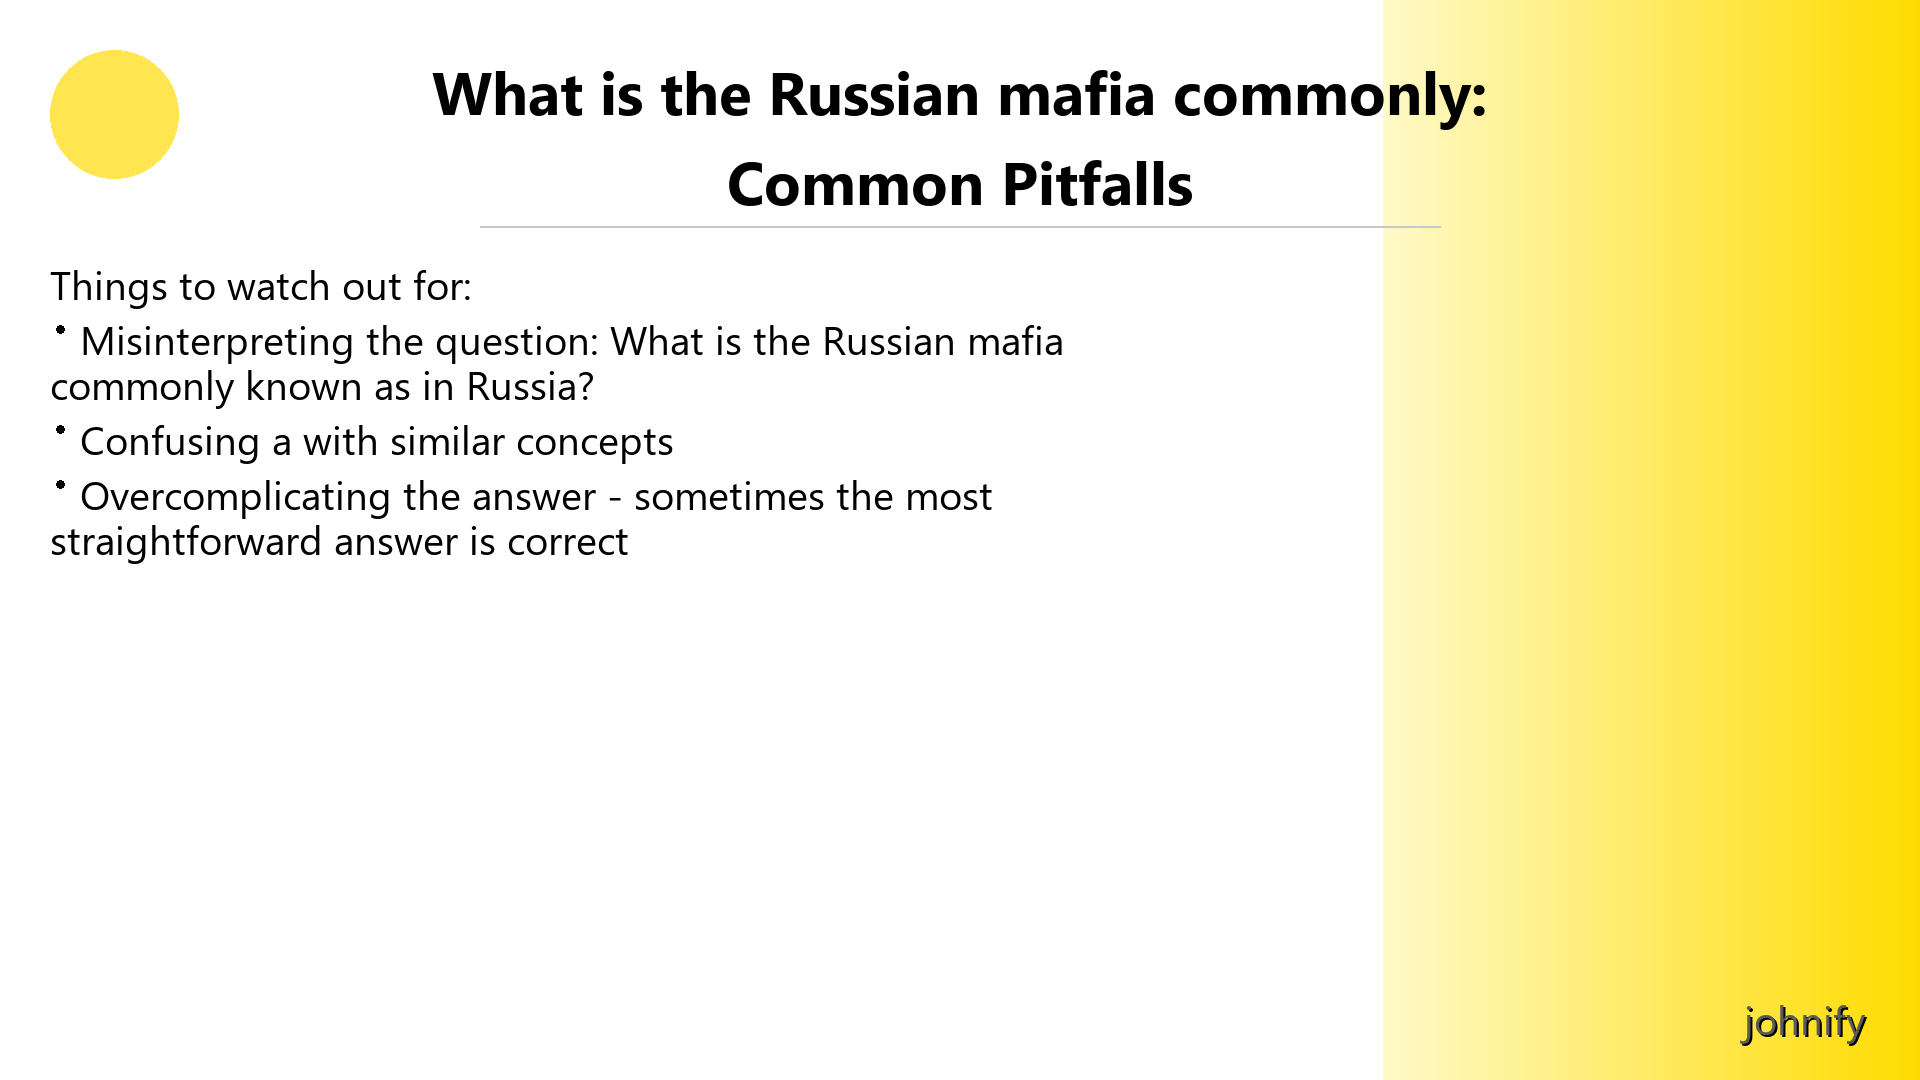 What is the Russian mafia commonly:
Common Pitfalls
Things to watch out for:
• Misinterpreting the question: What is the Russian mafia
commonly known as in Russia?
• Confusing a with similar concepts
• Overcomplicating the answer - sometimes the most
straightforward answer is correct
johnify